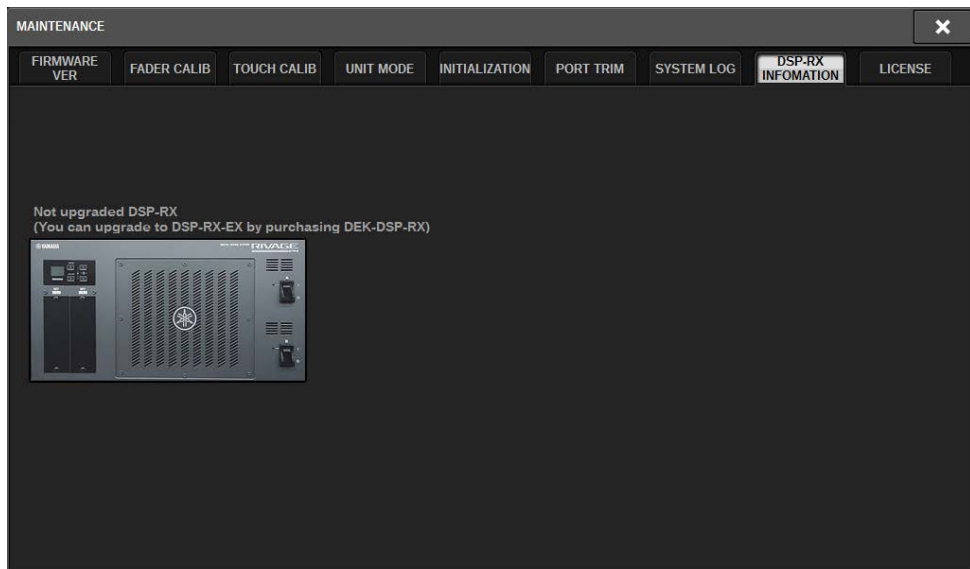 MAINTENANCE
FIRMWARE
VER
FADER CALIB
TOUCH CALIB
UNIT MODE
INITIALIZATION
PORT TRIM
SYSTEM LOG
DSP-RX
INFOMATION
LICENSE
Not upgraded DSP-RX
(You can upgrade to DSP-RX-EX by purchasing DEK-DSP-RX)
YAMAHA
RIVAGE